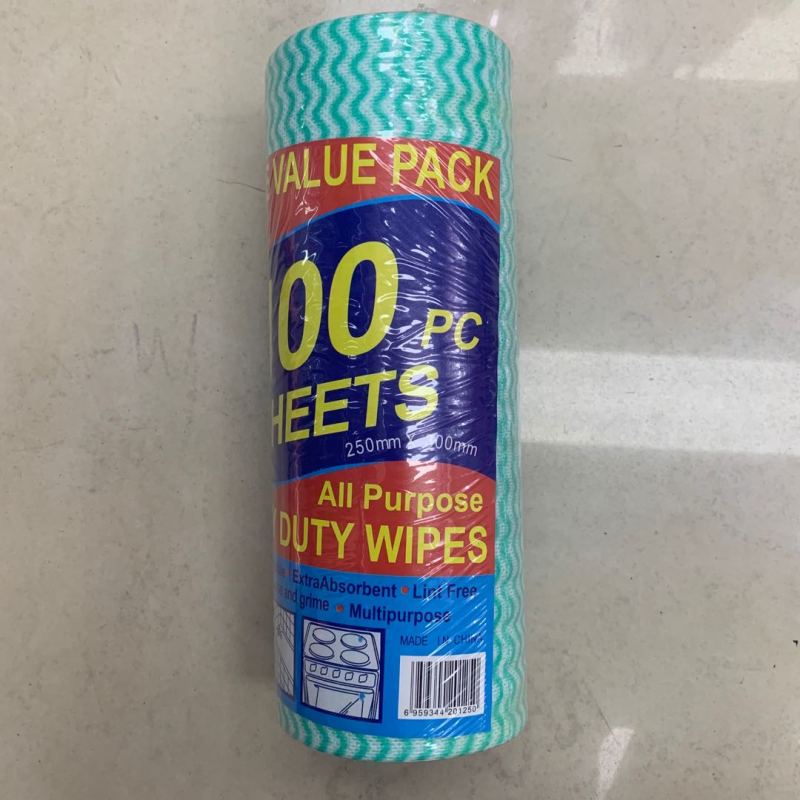 VALUE PACK
00 PC
HEETS
250mm X 300mm
All Purpose
Y DUTY WIPES
• ExtraAbsorbent • Lint Free
and grime • Multipurpose
MADE IN CHINA
6 959344 201250